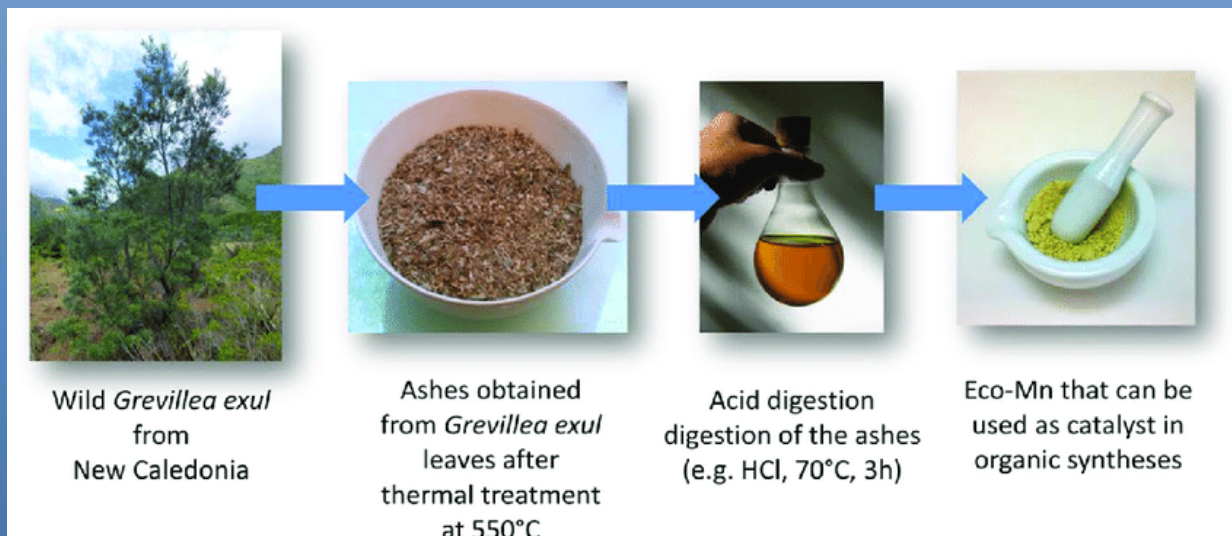 Wild Grevillea exul
from
New Caledonia
Ashes obtained
from Grevillea exul
leaves after
thermal treatment
at 550°C
Acid digestion
digestion of the ashes
(e.g. HCl, 70°C, 3h)
Eco-Mn that can be
used as catalyst in
organic syntheses